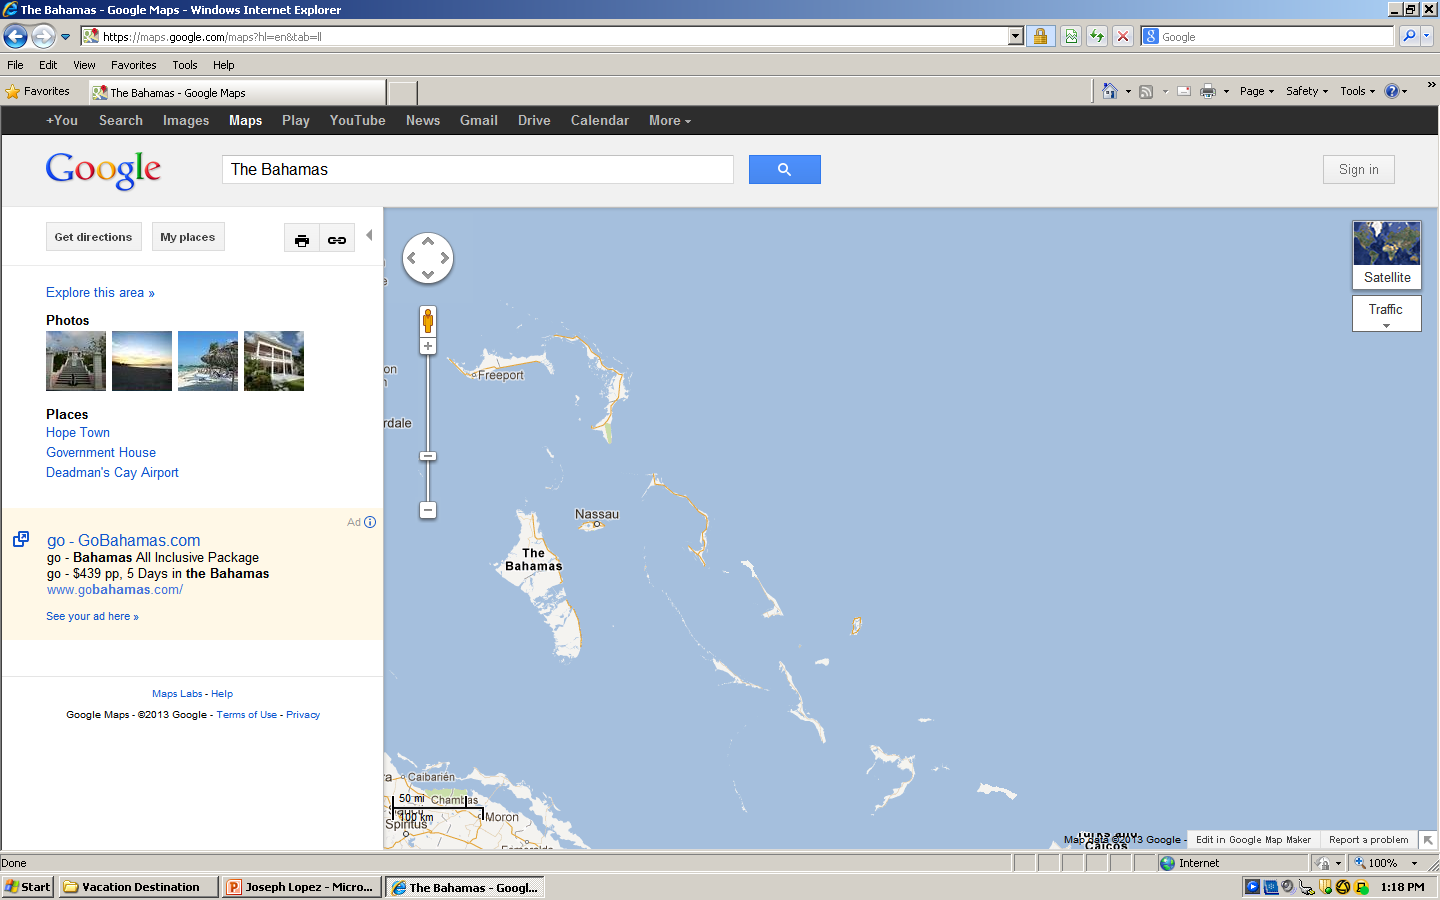 The Bahamas - Google Maps - Windows Internet Explorer
https://maps.google.com/maps?hl=en&tab=ll
Google
File Edit View Favorites Tools Help
Favorites
The Bahamas - Google Maps
Page Safety Tools
+You Search Images Maps Play YouTube News Gmail Drive Calendar More
Google
The Bahamas
Sign in
Get directions
My places
Explore this area »
Photos
Places
Hope Town
Government House
Deadman's Cay Airport
Ad
go - GoBahamas.com
go - Bahamas All Inclusive Package
go - $439 pp, 5 Days in the Bahamas
www.gobahamas.com/
See your ad here »
Maps Labs - Help
Google Maps - ©2013 Google - Terms of Use - Privacy
Satellite
Traffic
Freeport
rdale
Nassau
The
Bahamas
Caibarién
50 mi
Chambas
100 km
Moron
Spiritus
Turks and
Caicos
Map data ©2013 Google -
Edit in Google Map Maker
Report a problem
Done
Internet
100%
Start
Vacation Destination
Joseph Lopez - Micro...
The Bahamas - Googl...
1:18 PM